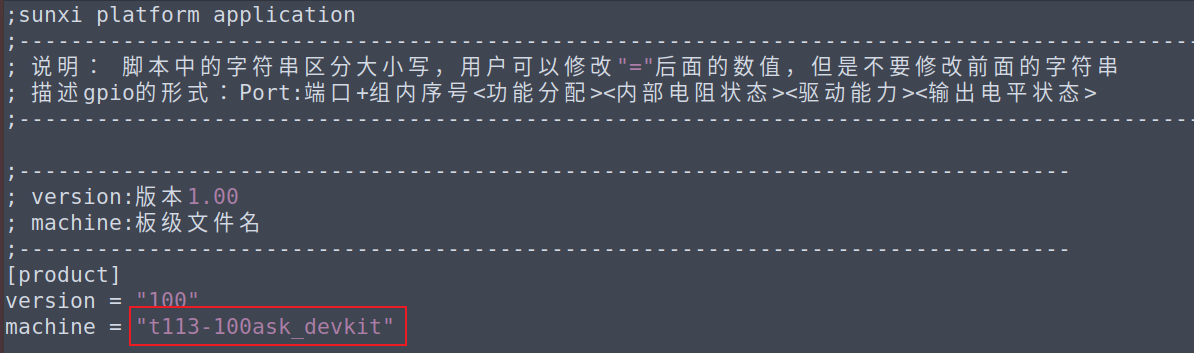 ;sunxi platform application
;--------------------------------------------------------------------------------------------
; 说明： 脚本中的字符串区分大小写，用户可以修改"="后面的数值，但是不要修改前面的字符串
; 描述gpio的形式：Port:端口+组内序号<功能分配><内部电阻状态><驱动能力><输出电平状态>
;--------------------------------------------------------------------------------------------
;---------------------------------------------------------------------------------
; version:版本1.00
; machine:板级文件名
;---------------------------------------------------------------------------------
[product]
version = "100"
machine = "t113-100ask_devkit"